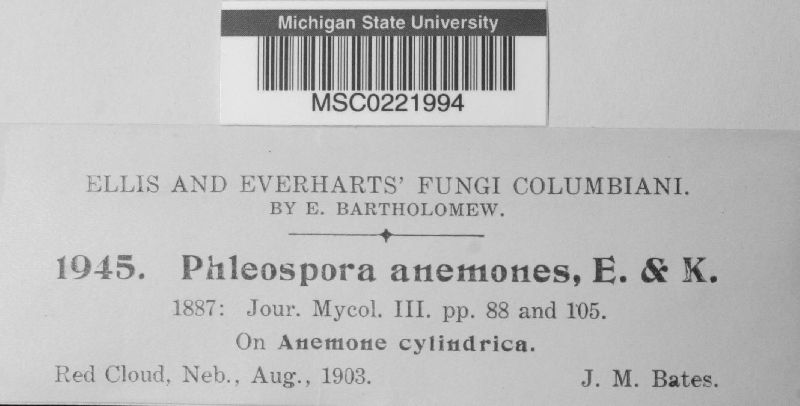 Michigan State University
MSC0221994
ELLIS AND EVERHARTS' FUNGI COLUMBIANI.
BY E. BARTHOLOMEW.
1945. Phleospora anemones, E. & K.
1887: Jour. Mycol. III. pp. 88 and 105.
On Anemone cylindrica.
Red Cloud, Neb., Aug., 1903. J. M. Bates.